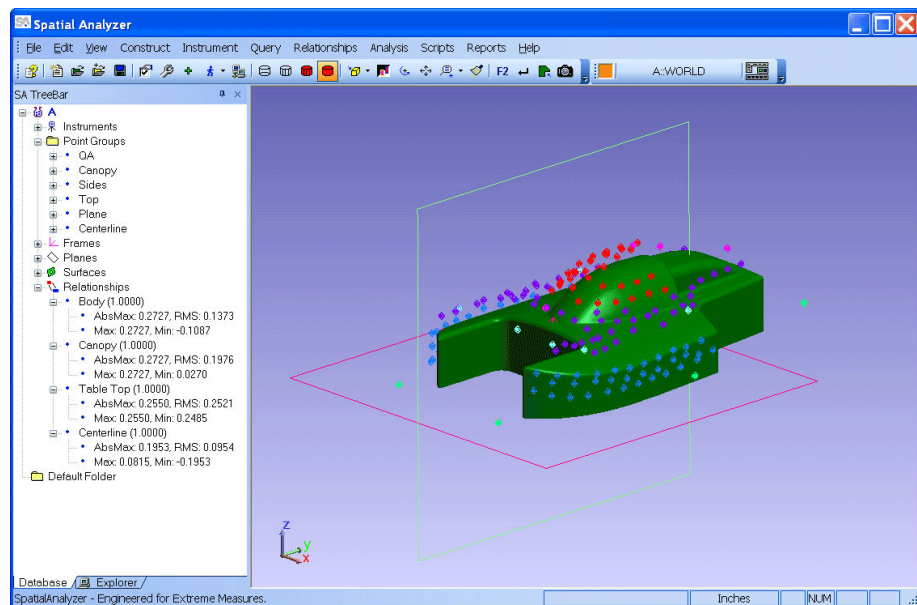 SA Spatial Analyzer
File Edit View Construct Instrument Query Relationships Analysis Scripts Reports Help
F2 A::WORLD
SA TreeBar
A
Instruments
Point Groups
QA
Canopy
Sides
Top
Plane
Centerline
Frames
Planes
Surfaces
Relationships
Body (1.0000)
AbsMax: 0.2727, RMS: 0.1373
Max: 0.2727, Min: -0.1087
Canopy (1.0000)
AbsMax: 0.2727, RMS: 0.1976
Max: 0.2727, Min: 0.0270
Table Top (1.0000)
AbsMax: 0.2550, RMS: 0.2521
Max: 0.2550, Min: 0.2485
Centerline (1.0000)
AbsMax: 0.1953, RMS: 0.0954
Max: 0.0815, Min: -0.1953
Default Folder
Z
y
x
Database Explorer
SpatialAnalyzer - Engineered for Extreme Measures. Inches NUM